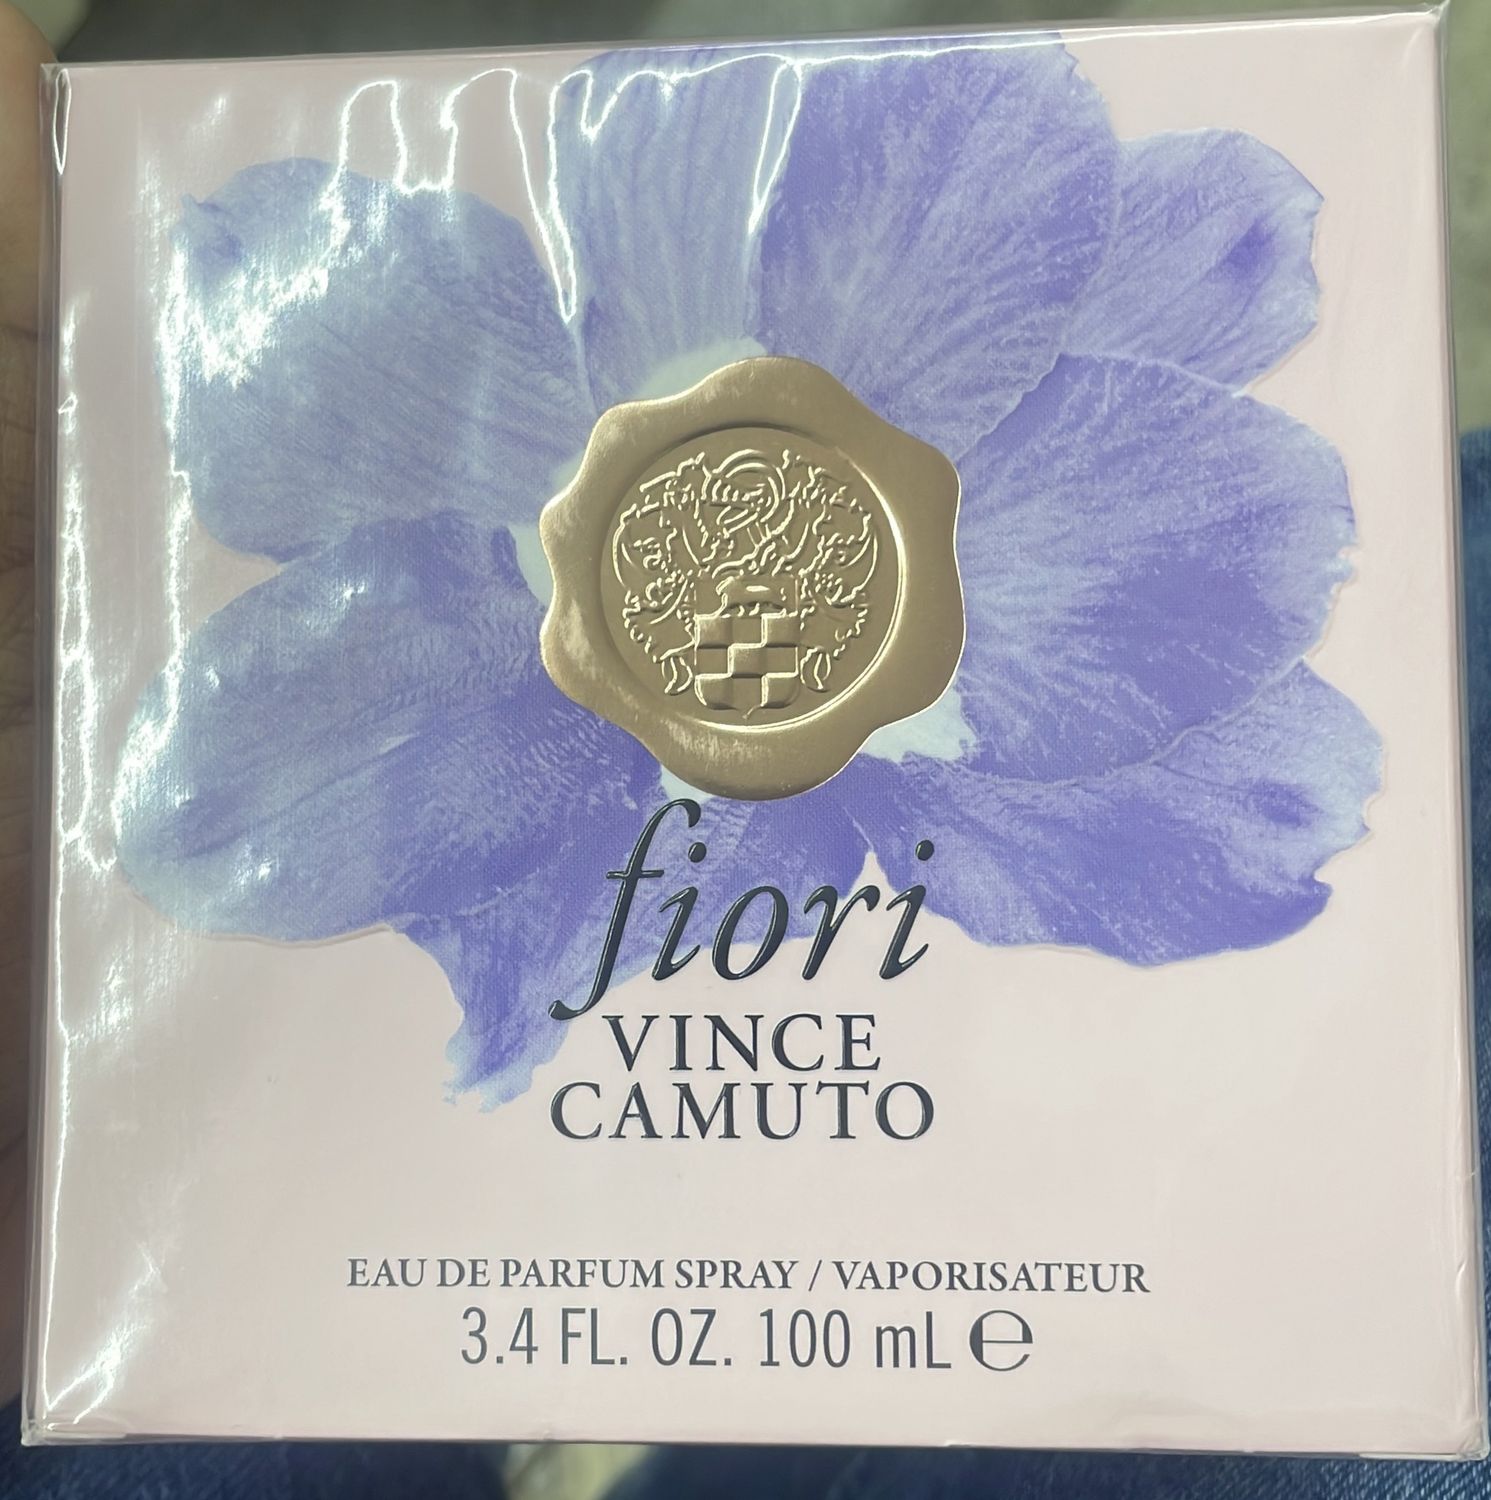 fiori
VINCE
CAMUTO
EAU DE PARFUM SPRAY / VAPORISATEUR
3.4 FL. OZ. 100 mL ℮